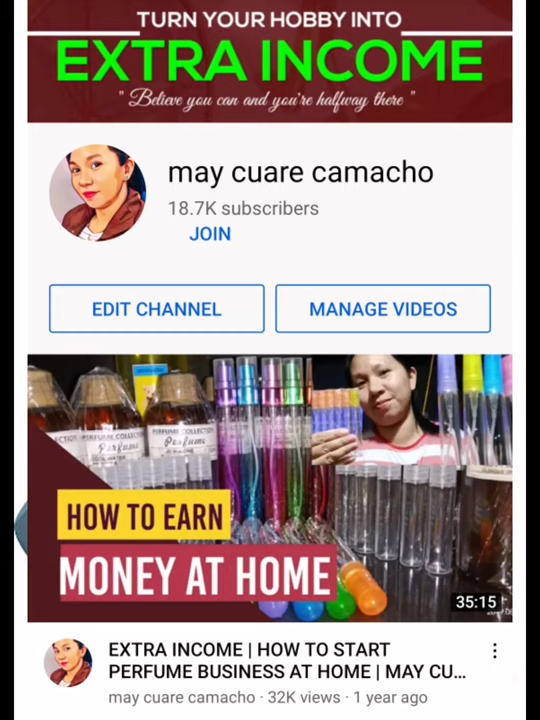 TURN YOUR HOBBY INTO
EXTRA INCOME
" Believe you can and you're halfway there "
may cuare camacho
18.7K subscribers
JOIN
EDIT CHANNEL
MANAGE VIDEOS
PERFUME COLLECTION
Perfume
HOW TO EARN
MONEY AT HOME
35:15
EXTRA INCOME | HOW TO START
PERFUME BUSINESS AT HOME | MAY CU...
may cuare camacho · 32K views · 1 year ago